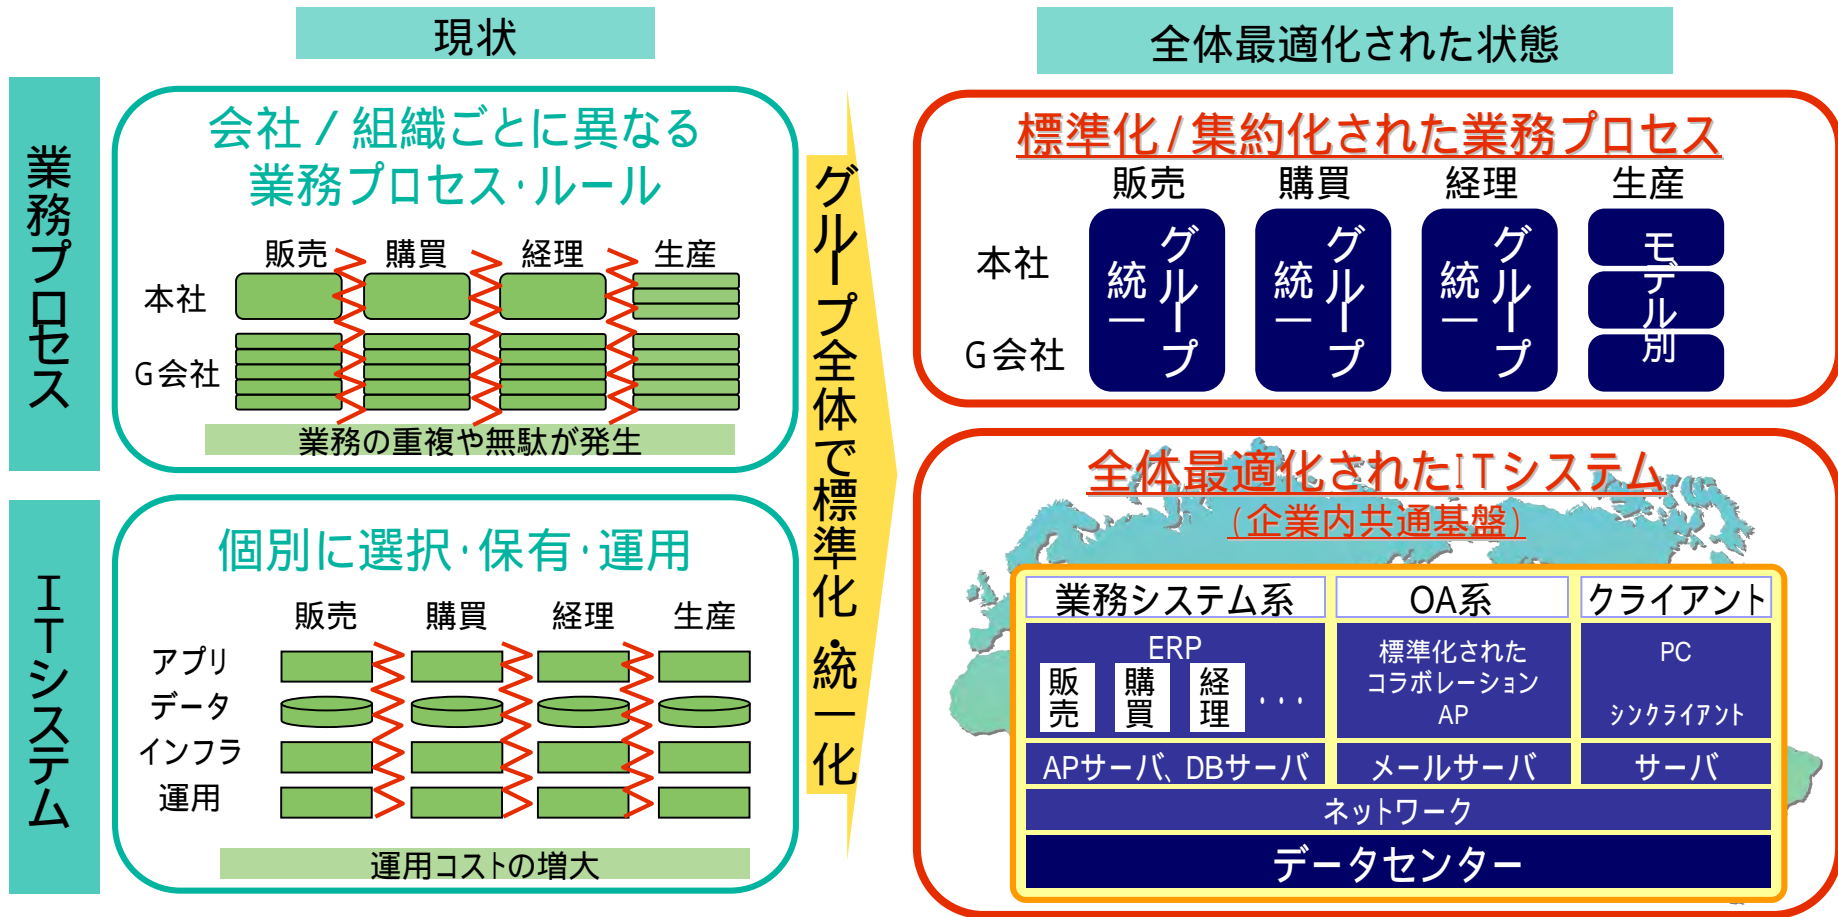 現状
全体最適化された状態
業務プロセス
会社/組織ごとに異なる
業務プロセス・ルール
販売 購買 経理 生産
本社
G会社
業務の重複や無駄が発生
ITシステム
個別に選択・保有・運用
販売 購買 経理 生産
アプリ
データ
インフラ
運用
運用コストの増大
グループ全体で標準化・統一化
標準化/集約化された業務プロセス
販売 購買 経理 生産
本社
G会社
グループ
統一
グループ
統一
グループ
統一
モデル別
全体最適化されたITシステム
(企業内共通基盤)
業務システム系 OA系 クライアント
ERP
販売 購買 経理 ・・・
標準化された
コラボレーション
AP
PC
シンクライアント
APサーバ、DBサーバ メールサーバ サーバ
ネットワーク
データセンター